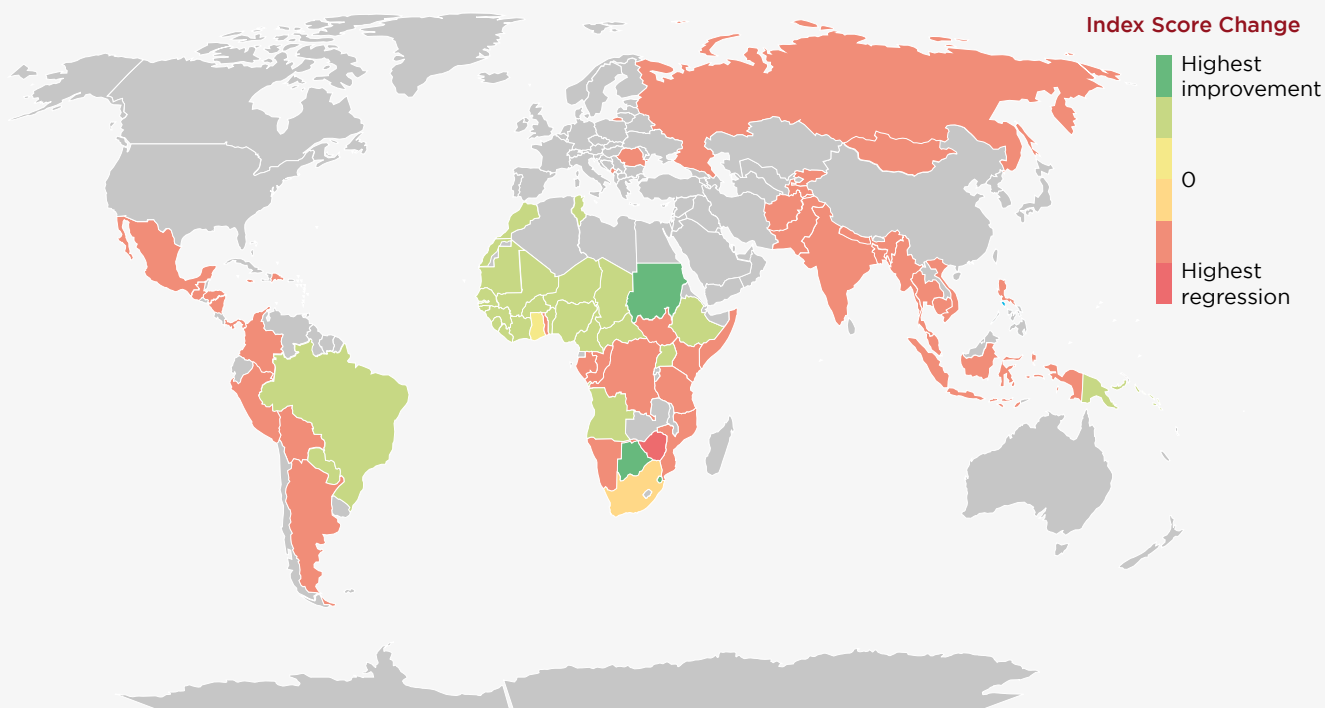 Index Score Change
Highest
improvement
0
Highest
regression